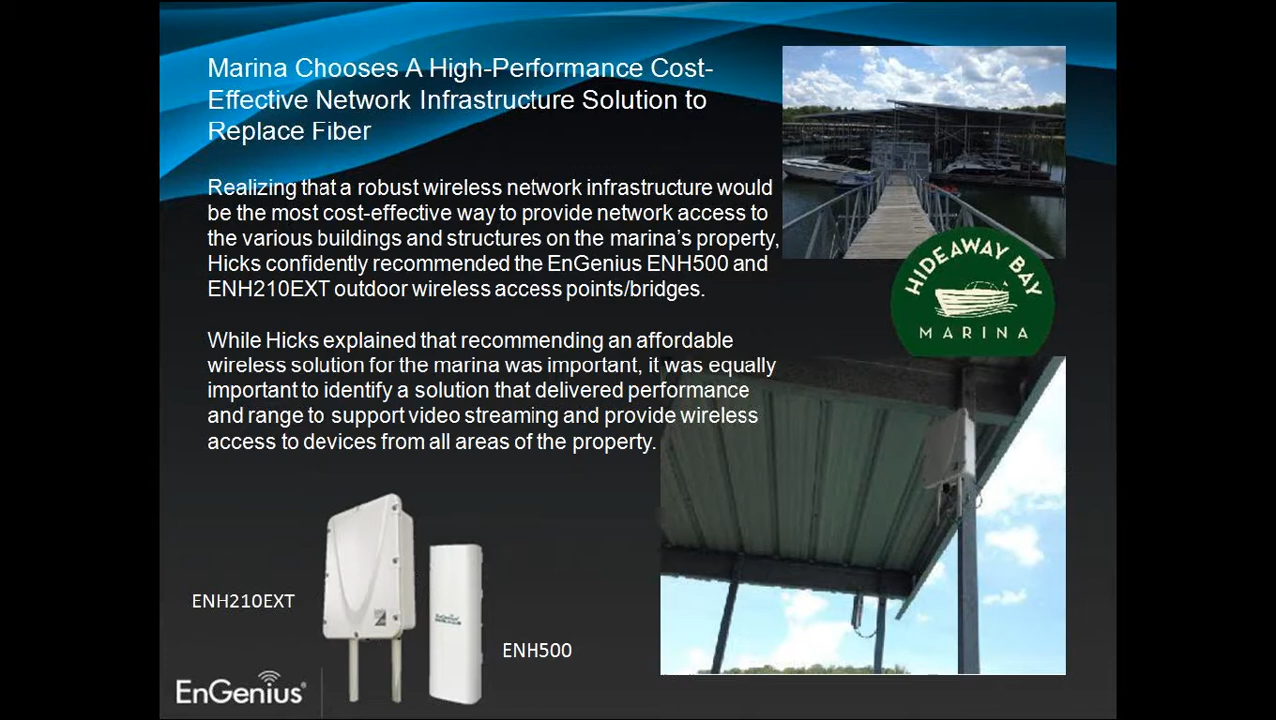 Marina Chooses A High-Performance Cost-
Effective Network Infrastructure Solution to
Replace Fiber
Realizing that a robust wireless network infrastructure would
be the most cost-effective way to provide network access to
the various buildings and structures on the marina's property,
Hicks confidently recommended the EnGenius ENH500 and
ENH210EXT outdoor wireless access points/bridges.
While Hicks explained that recommending an affordable
wireless solution for the marina was important, it was equally
important to identify a solution that delivered performance
and range to support video streaming and provide wireless
access to devices from all areas of the property.
HIDEAWAY BAY
MARINA
ENH210EXT
EnGenius
ENH500
EnGenius®